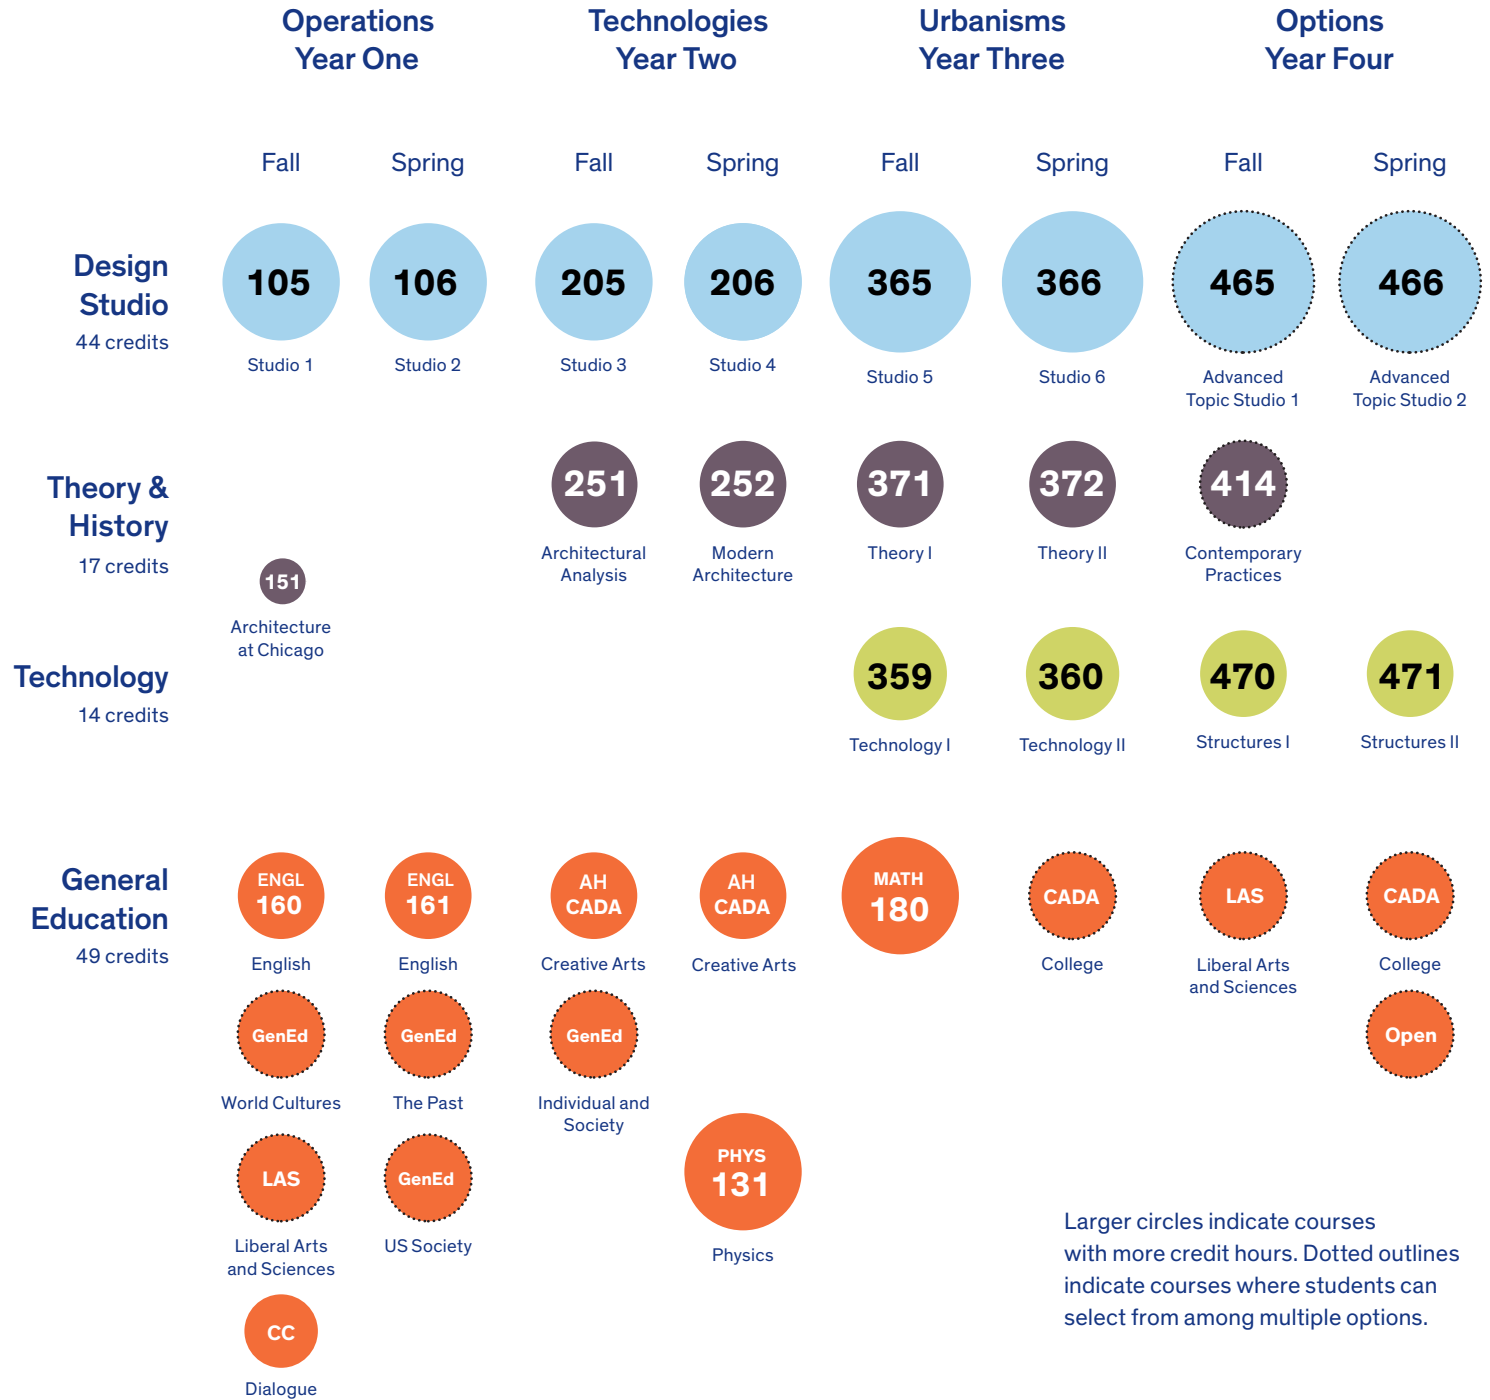 Operations
Year One
Technologies
Year Two
Urbanisms
Year Three
Options
Year Four
Fall
Spring
Fall
Spring
Fall
Spring
Fall
Spring
Design
Studio
44 credits
105
Studio 1
106
Studio 2
205
Studio 3
206
Studio 4
365
Studio 5
366
Studio 6
465
Advanced
Topic Studio 1
466
Advanced
Topic Studio 2
Theory &
History
17 credits
151
Architecture
at Chicago
251
Architectural
Analysis
252
Modern
Architecture
371
Theory I
372
Theory II
414
Contemporary
Practices
Technology
14 credits
359
Technology I
360
Technology II
470
Structures I
471
Structures II
General
Education
49 credits
ENGL
160
English
ENGL
161
English
AH
CADA
Creative Arts
AH
CADA
Creative Arts
MATH
180
CADA
College
LAS
Liberal Arts
and Sciences
CADA
College
GenEd
World Cultures
GenEd
The Past
GenEd
Individual and
Society
Open
LAS
Liberal Arts
and Sciences
GenEd
US Society
PHYS
131
Physics
CC
Dialogue
Larger circles indicate courses
with more credit hours. Dotted outlines
indicate courses where students can
select from among multiple options.